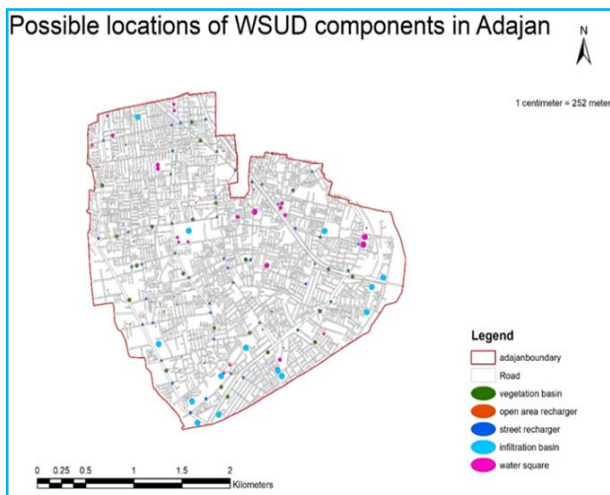 Possible locations of WSUD components in Adajan
N
1 centimeter = 252 meter
Legend
adajanboundary
Road
vegetation basin
open area recharger
street recharger
infiltration basin
water square
0 0.25 0.5 1 1.5 2
Kilometers